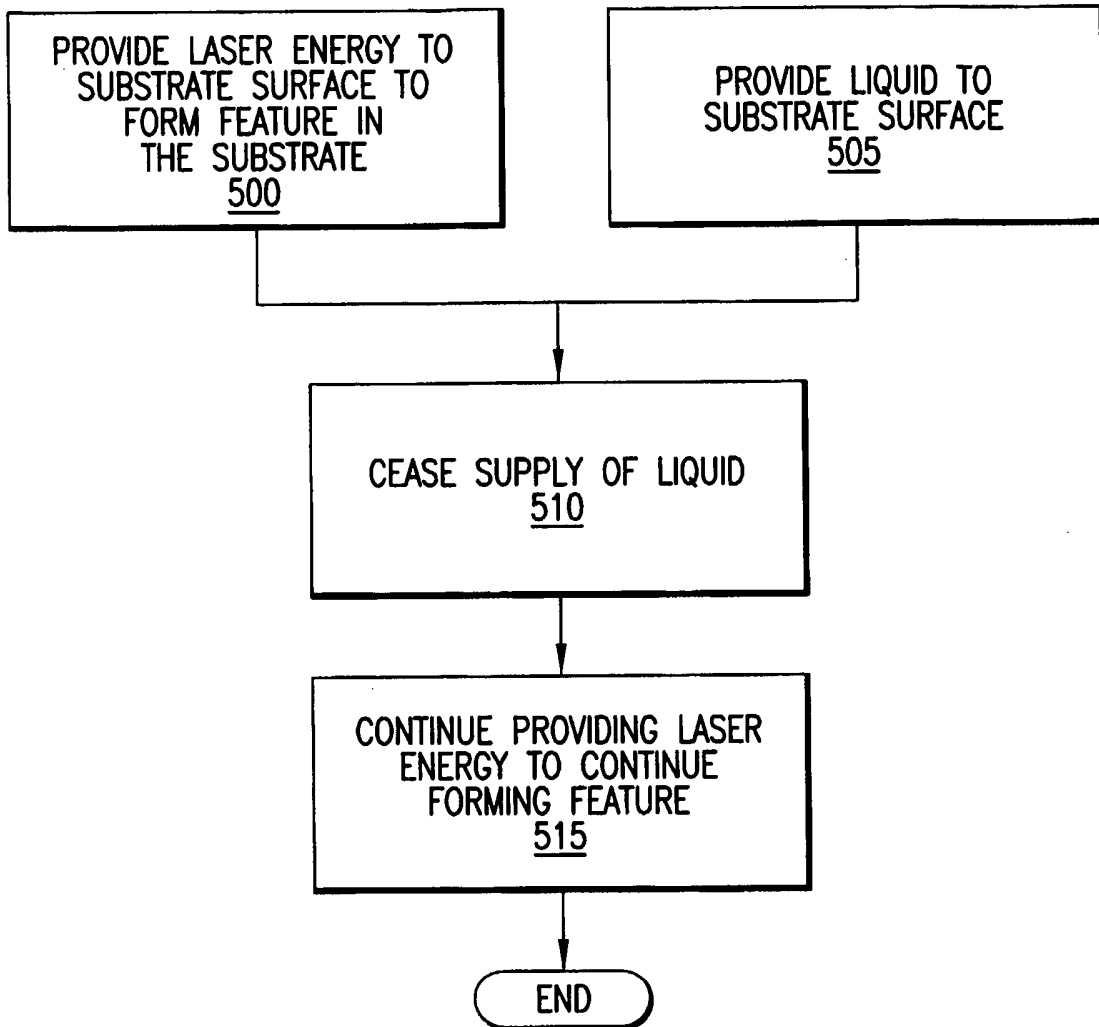 PROVIDE LASER ENERGY TO
SUBSTRATE SURFACE TO
FORM FEATURE IN
THE SUBSTRATE
500
PROVIDE LIQUID TO
SUBSTRATE SURFACE
505
CEASE SUPPLY OF LIQUID
510
CONTINUE PROVIDING LASER
ENERGY TO CONTINUE
FORMING FEATURE
515
END